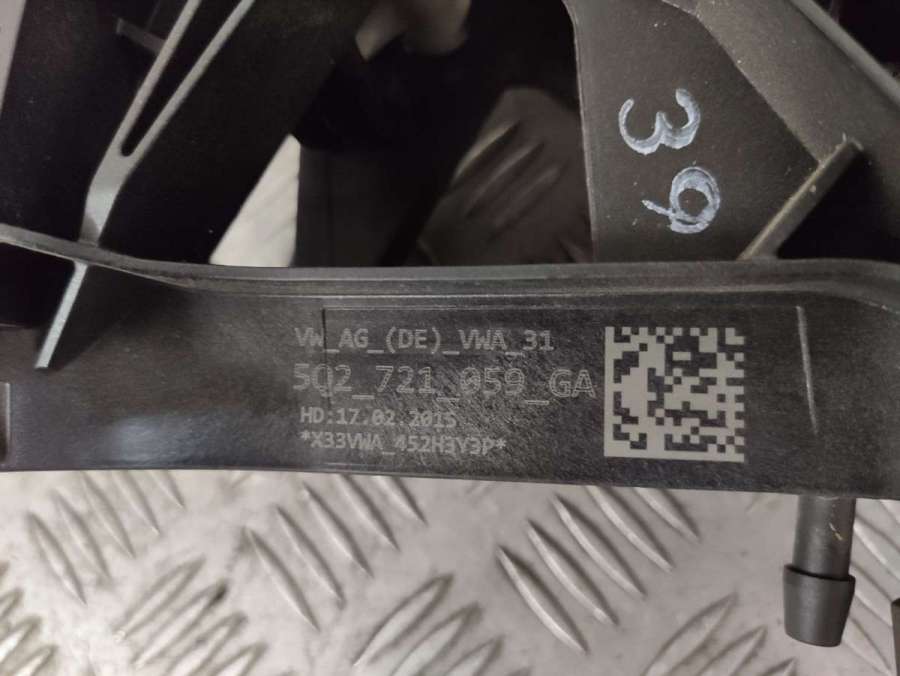 39
VW_AG_(DE)_VWA_31
5Q2_721_059_GA
HD:17.02.2015
*X33VWA_452H3Y3P*